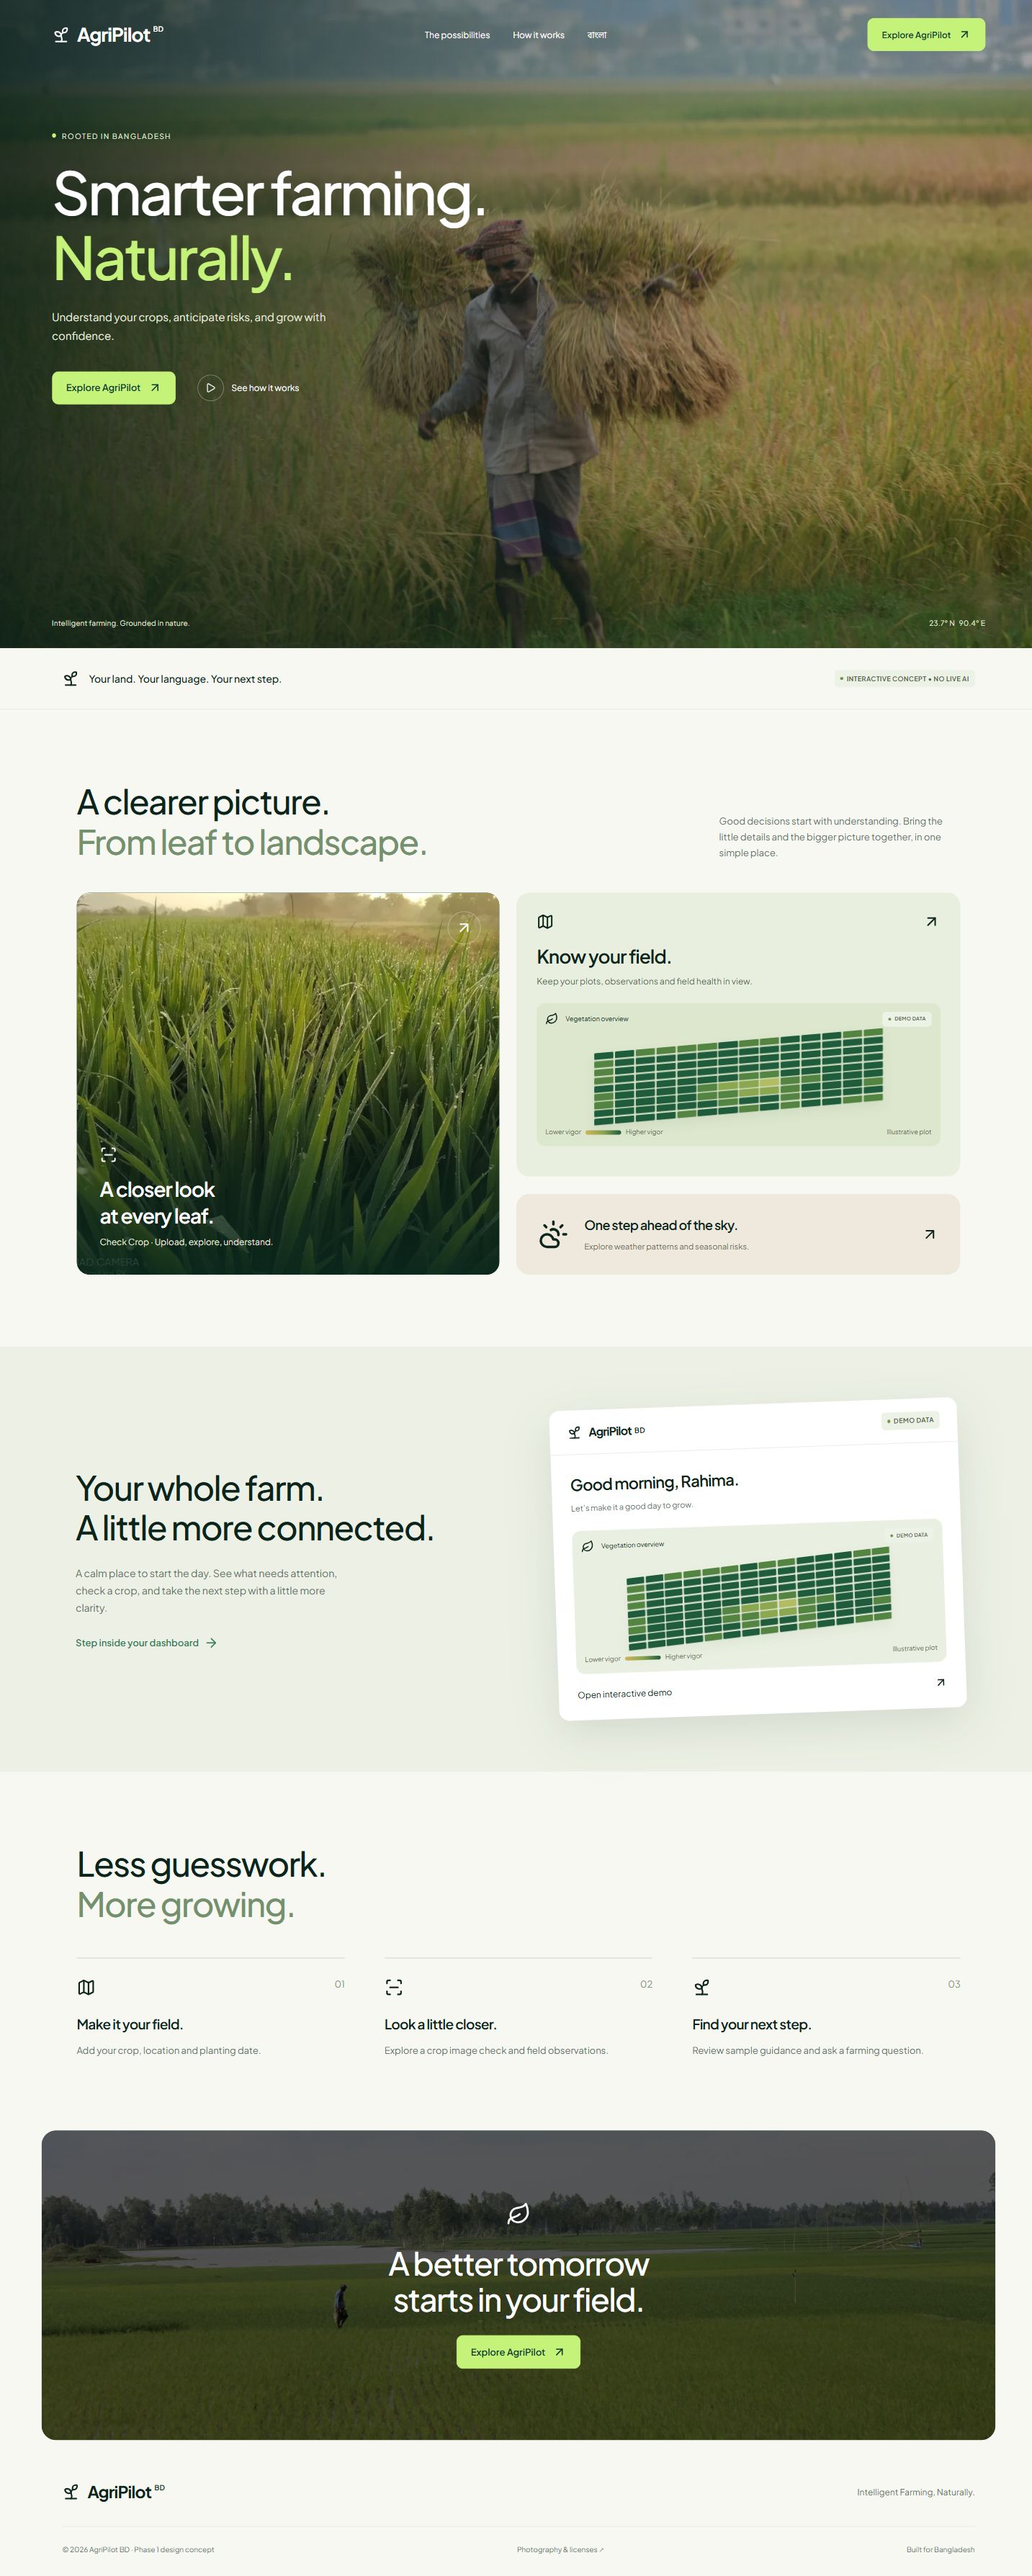 AgriPilot BD
The possibilities
How it works
বাংলা
Explore AgriPilot
ROOTED IN BANGLADESH
Smarter farming.
Naturally.
Understand your crops, anticipate risks, and grow with
confidence.
Explore AgriPilot
See how it works
Intelligent farming. Grounded in nature.
23.7° N 90.4° E
Your land. Your language. Your next step.
INTERACTIVE CONCEPT • NO LIVE AI
A clearer picture.
From leaf to landscape.
Good decisions start with understanding. Bring the
little details and the bigger picture together, in one
simple place.
A closer look
at every leaf.
Check Crop · Upload, explore, understand.
AD CAMERA
Know your field.
Keep your plots, observations and field health in view.
Vegetation overview
DEMO DATA
Lower vigor
Higher vigor
Illustrative plot
One step ahead of the sky.
Explore weather patterns and seasonal risks.
Your whole farm.
A little more connected.
A calm place to start the day. See what needs attention,
check a crop, and take the next step with a little more
clarity.
Step inside your dashboard
AgriPilot BD
DEMO DATA
Good morning, Rahima.
Let's make it a good day to grow.
Vegetation overview
DEMO DATA
Lower vigor
Higher vigor
Illustrative plot
Open interactive demo
Less guesswork.
More growing.
01
Make it your field.
Add your crop, location and planting date.
02
Look a little closer.
Explore a crop image check and field observations.
03
Find your next step.
Review sample guidance and ask a farming question.
A better tomorrow
starts in your field.
Explore AgriPilot
AgriPilot BD
Intelligent Farming, Naturally.
© 2026 AgriPilot BD · Phase 1 design concept
Photography & licenses ↗
Built for Bangladesh